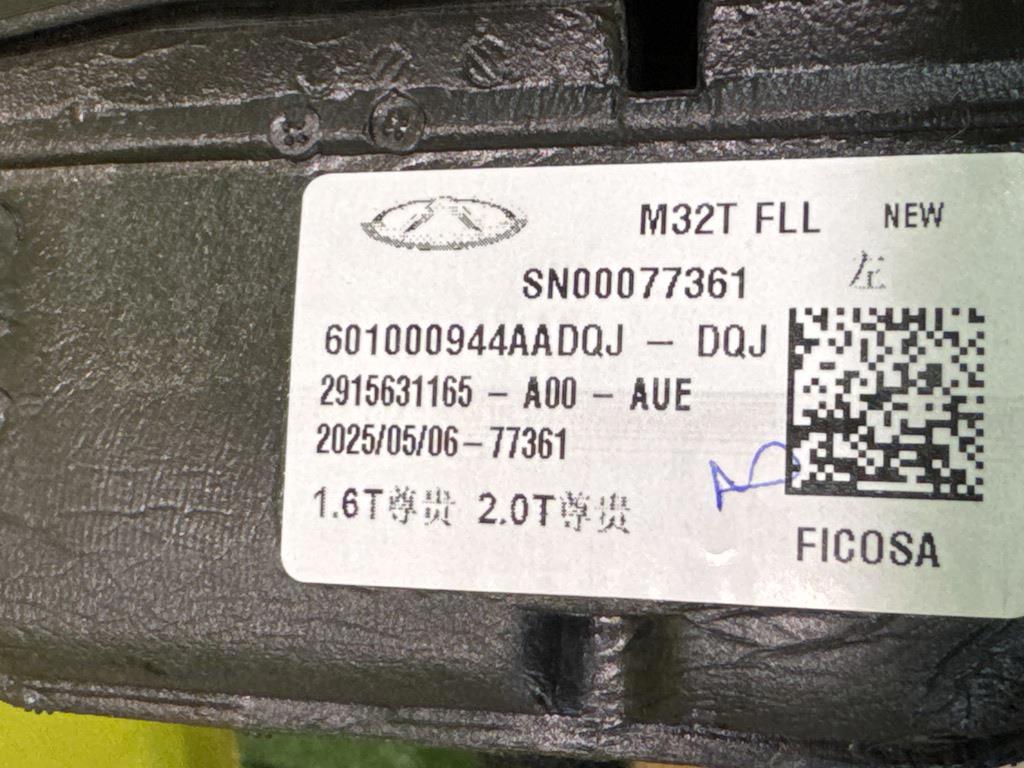 M32T FLL NEW
SN00077361 左
601000944AADQJ - DQJ
2915631165 - A00 - AUE
2025/05/06-77361
1.6T尊贵 2.0T尊贵
FICOSA